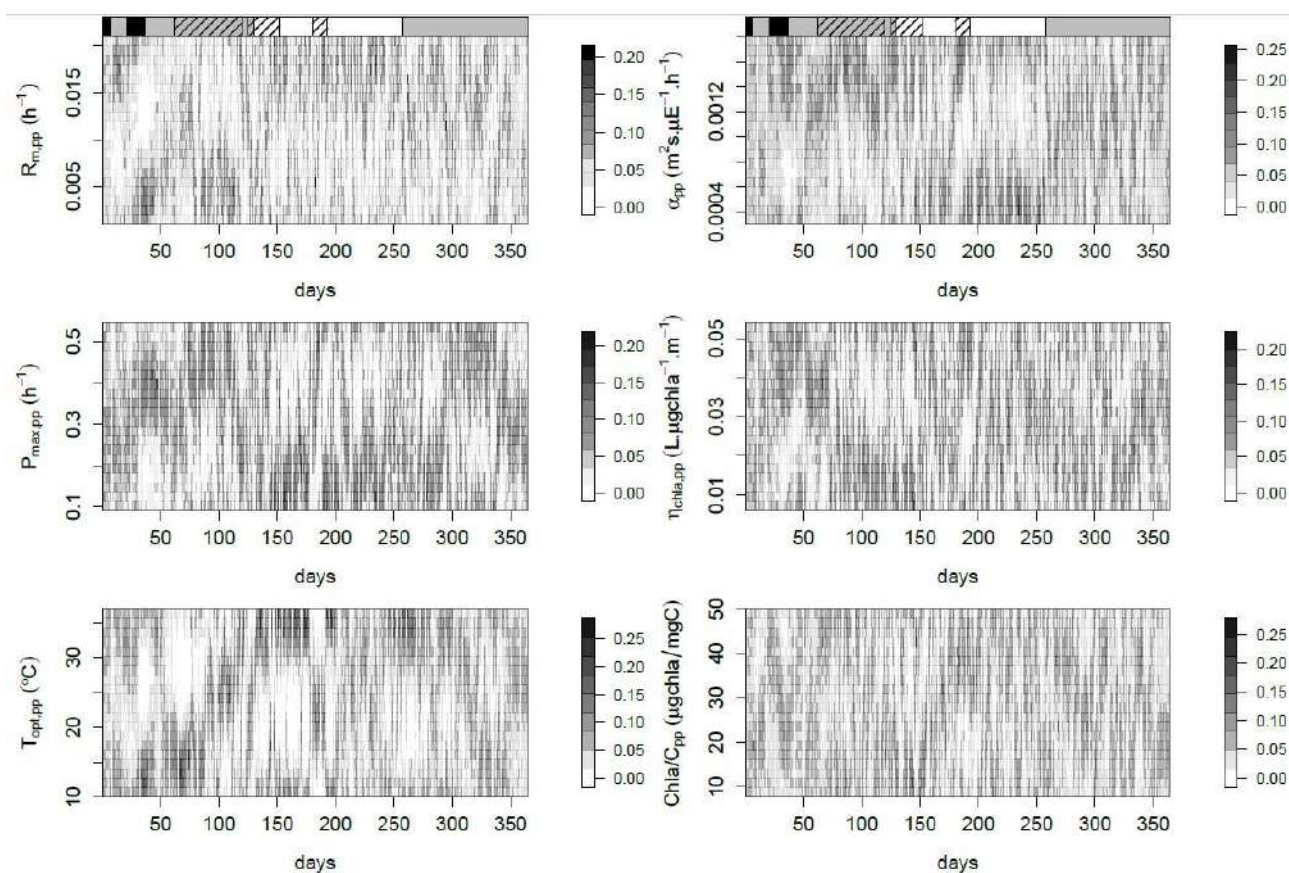 R_m,pp (h⁻¹)
0.005 0.015
50 100 150 200 250 300 350
days
0.20
0.15
0.10
0.05
0.00
α_pp (m²s.µE⁻¹.h⁻¹)
0.0004 0.0012
50 100 150 200 250 300 350
days
0.25
0.20
0.15
0.10
0.05
0.00
P_max,pp (h⁻¹)
0.1 0.3 0.5
50 100 150 200 250 300 350
days
0.20
0.15
0.10
0.05
0.00
η_chla,pp (L.µgchla⁻¹.m⁻¹)
0.01 0.03 0.05
50 100 150 200 250 300 350
days
0.20
0.15
0.10
0.05
0.00
T_opt,pp (ºC)
10 20 30
50 100 150 200 250 300 350
days
0.25
0.20
0.15
0.10
0.05
0.00
Chla/C_pp (µgchla/mgC)
10 20 30 40 50
50 100 150 200 250 300 350
days
0.25
0.20
0.15
0.10
0.05
0.00